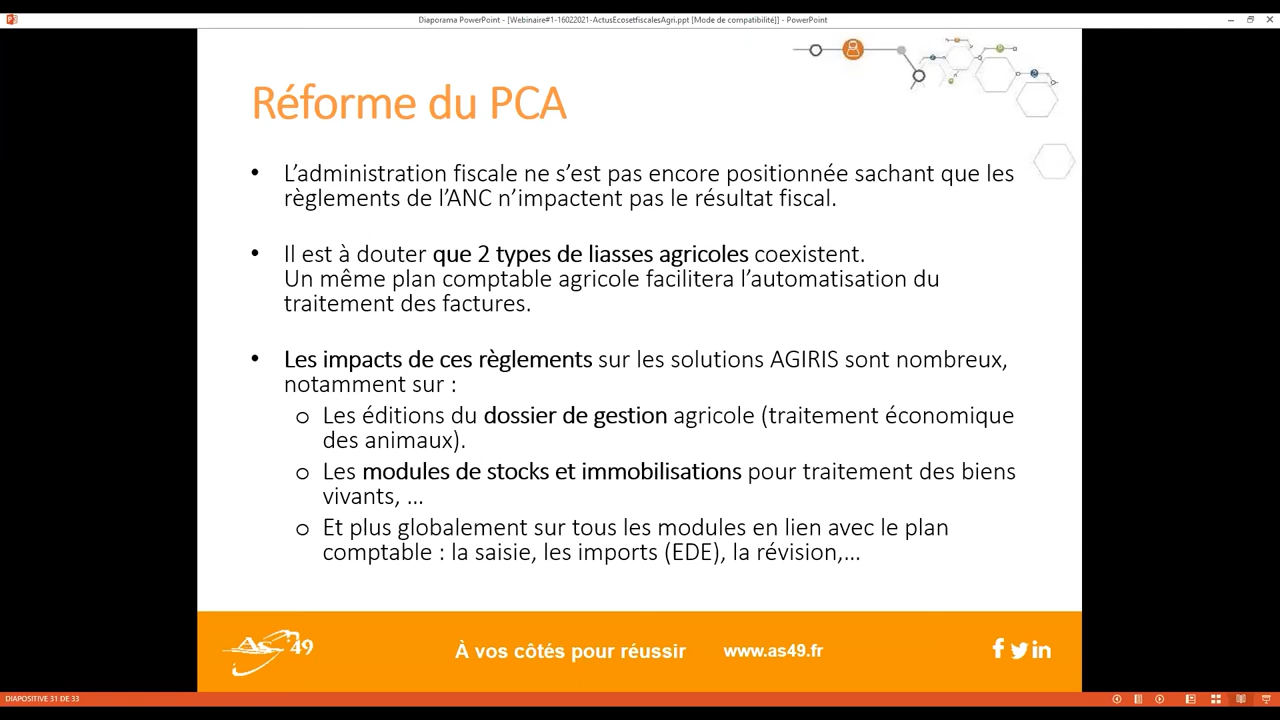 Diaporama PowerPoint - [Webinaire#1-16022021-ActusEcosetfiscalesAgri.ppt [Mode de compatibilité]] - PowerPoint
Réforme du PCA
• L’administration fiscale ne s’est pas encore positionnée sachant que les
règlements de l’ANC n’impactent pas le résultat fiscal.
• Il est à douter que 2 types de liasses agricoles coexistent.
Un même plan comptable agricole facilitera l’automatisation du
traitement des factures.
• Les impacts de ces règlements sur les solutions AGIRIS sont nombreux,
notamment sur :
o Les éditions du dossier de gestion agricole (traitement économique
des animaux).
o Les modules de stocks et immobilisations pour traitement des biens
vivants, ...
o Et plus globalement sur tous les modules en lien avec le plan
comptable : la saisie, les imports (EDE), la révision,...
As 49
À vos côtés pour réussir
www.as49.fr
DIAPOSITIVE 31 DE 33